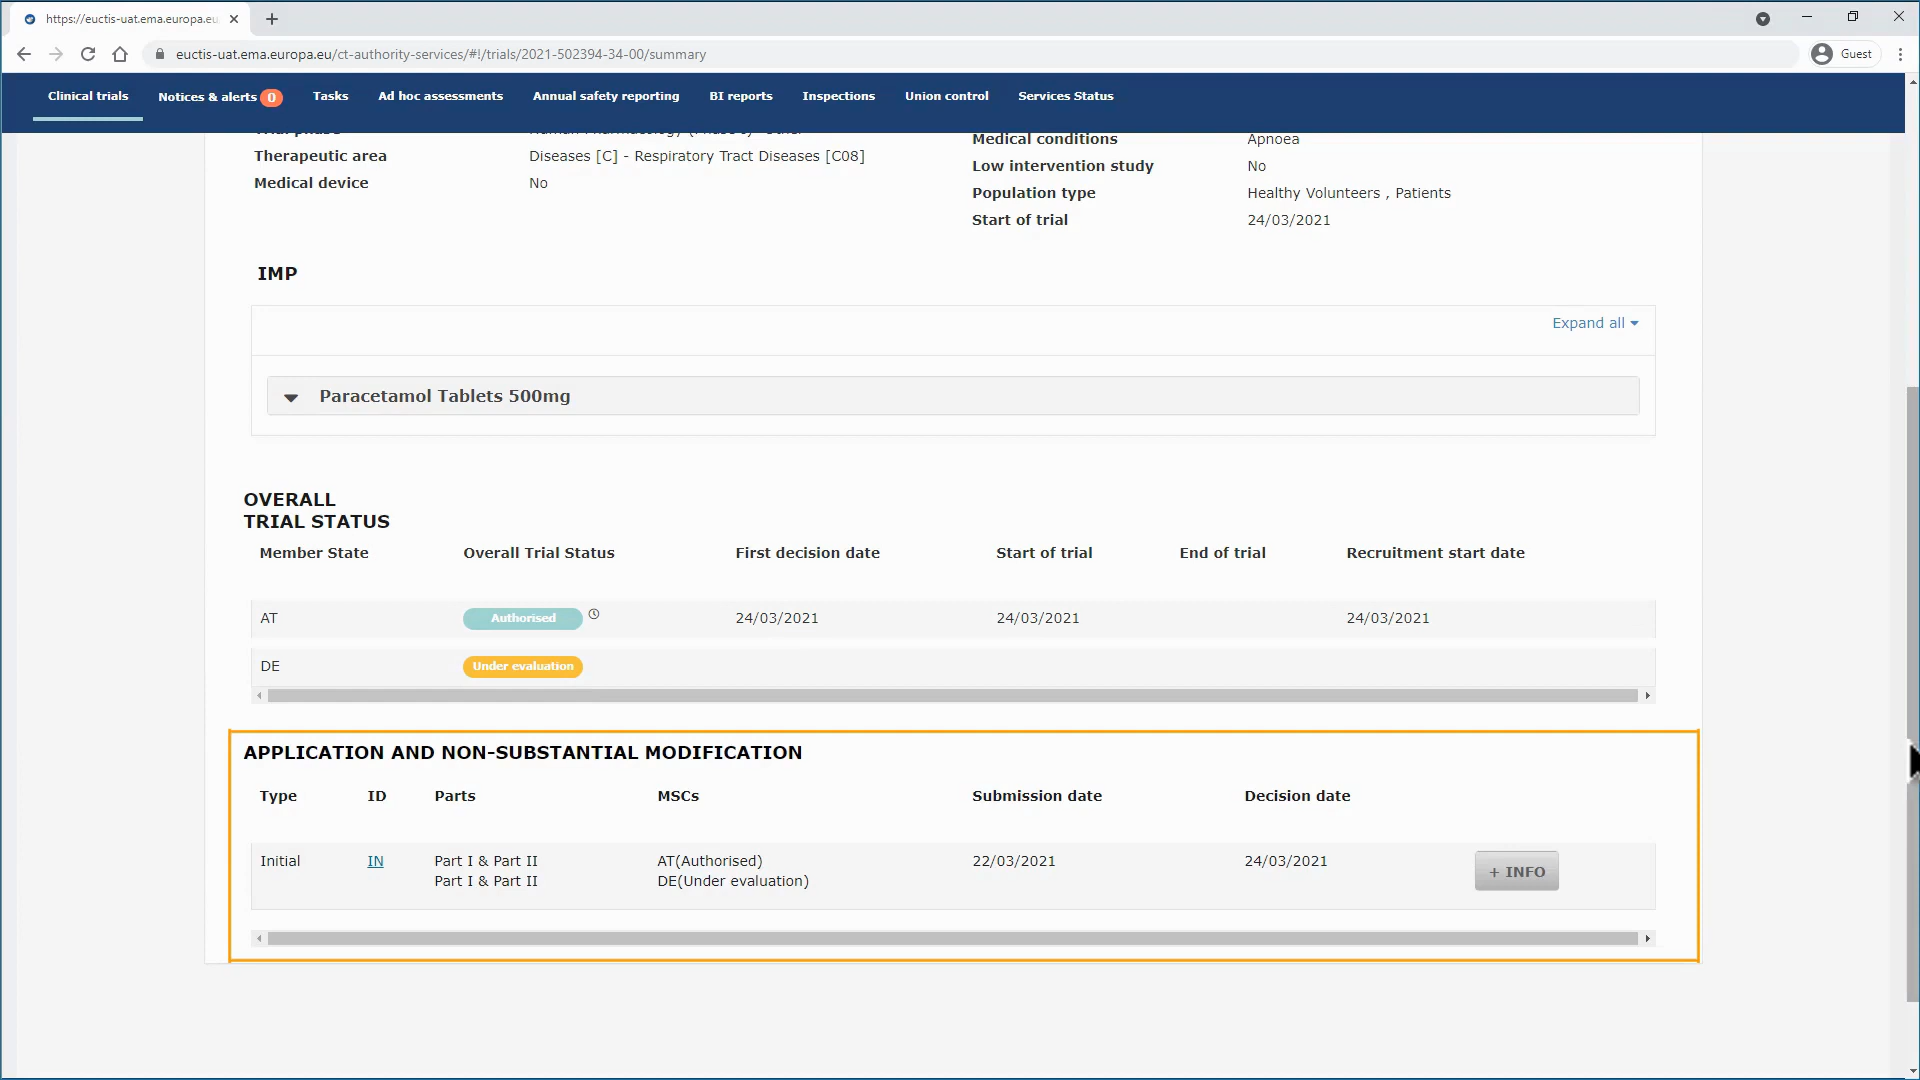 https://euctis-uat.ema.europa.eu
euctis-uat.ema.europa.eu/ct-authority-services/#!/trials/2021-502394-34-00/summary
Guest
Clinical trials Notices & alerts 0 Tasks Ad hoc assessments Annual safety reporting BI reports Inspections Union control Services Status
Medical conditions Apnoea
Therapeutic area Diseases [C] - Respiratory Tract Diseases [C08]
Low intervention study No
Medical device No
Population type Healthy Volunteers , Patients
Start of trial 24/03/2021
IMP
Expand all
Paracetamol Tablets 500mg
OVERALL
TRIAL STATUS
Member State Overall Trial Status First decision date Start of trial End of trial Recruitment start date
AT Authorised 24/03/2021 24/03/2021 24/03/2021
DE Under evaluation
APPLICATION AND NON-SUBSTANTIAL MODIFICATION
Type ID Parts MSCs Submission date Decision date
Initial IN Part I & Part II AT(Authorised) 22/03/2021 24/03/2021
+ INFO
Part I & Part II DE(Under evaluation)